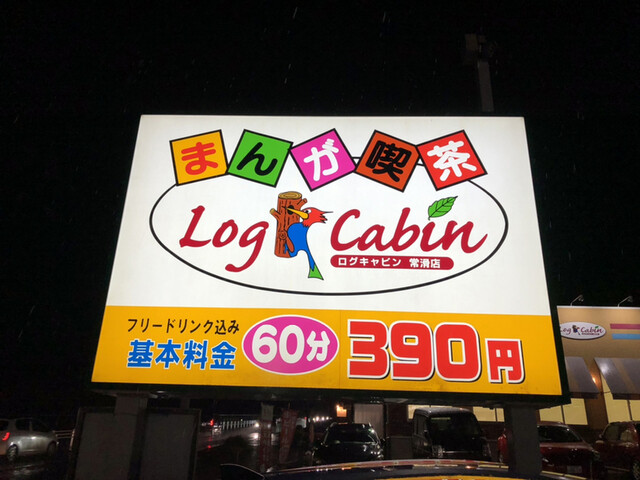 まんが喫茶
Log Cabin
ログキャビン 常滑店
フリードリンク込み
基本料金
60分
390円
Log Cabin